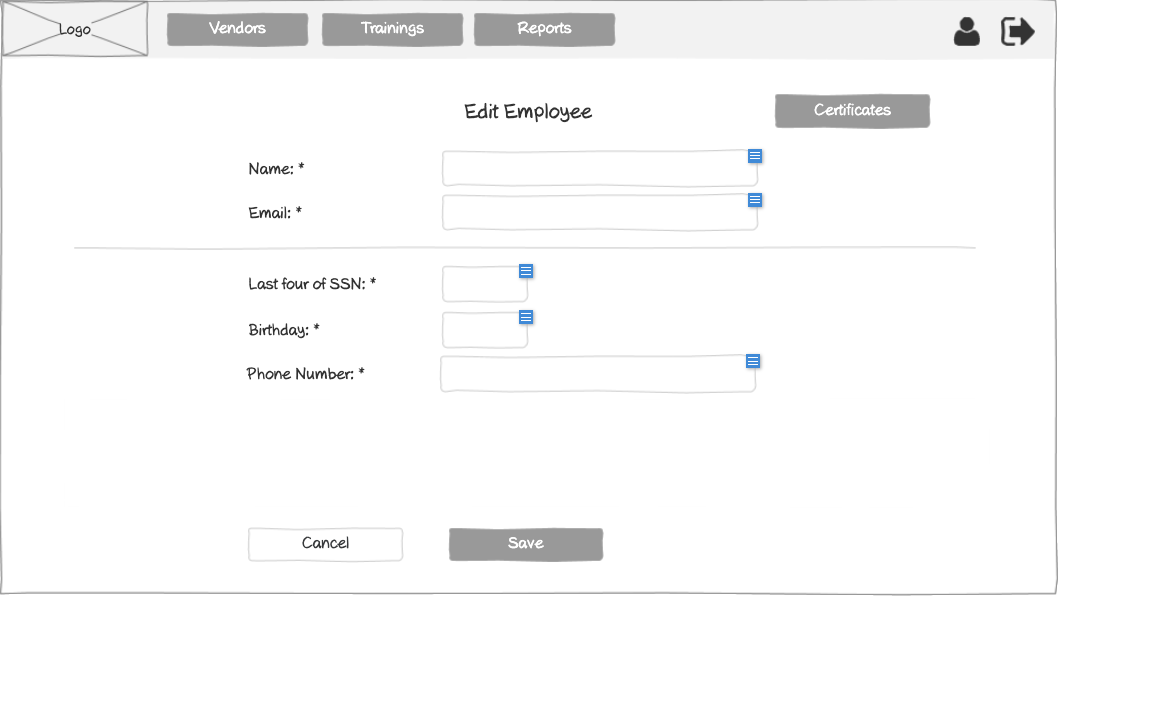 Logo
Vendors
Trainings
Reports
Edit Employee
Certificates
Name: *
Email: *
Last four of SSN: *
Birthday: *
Phone Number: *
Cancel
Save